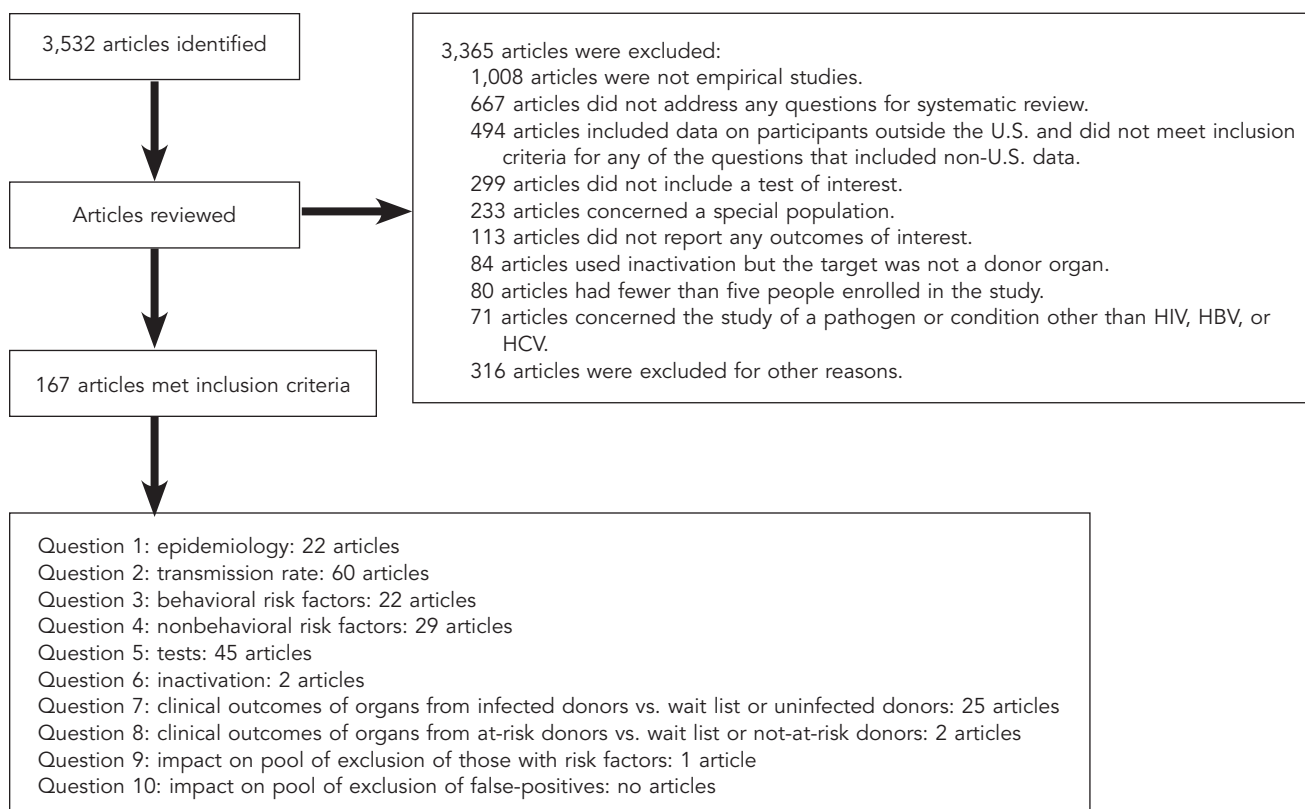 3,532 articles identified
3,365 articles were excluded:
1,008 articles were not empirical studies.
667 articles did not address any questions for systematic review.
494 articles included data on participants outside the U.S. and did not meet inclusion
criteria for any of the questions that included non-U.S. data.
299 articles did not include a test of interest.
233 articles concerned a special population.
113 articles did not report any outcomes of interest.
84 articles used inactivation but the target was not a donor organ.
80 articles had fewer than five people enrolled in the study.
71 articles concerned the study of a pathogen or condition other than HIV, HBV, or
HCV.
316 articles were excluded for other reasons.
Articles reviewed
167 articles met inclusion criteria
Question 1: epidemiology: 22 articles
Question 2: transmission rate: 60 articles
Question 3: behavioral risk factors: 22 articles
Question 4: nonbehavioral risk factors: 29 articles
Question 5: tests: 45 articles
Question 6: inactivation: 2 articles
Question 7: clinical outcomes of organs from infected donors vs. wait list or uninfected donors: 25 articles
Question 8: clinical outcomes of organs from at-risk donors vs. wait list or not-at-risk donors: 2 articles
Question 9: impact on pool of exclusion of those with risk factors: 1 article
Question 10: impact on pool of exclusion of false-positives: no articles